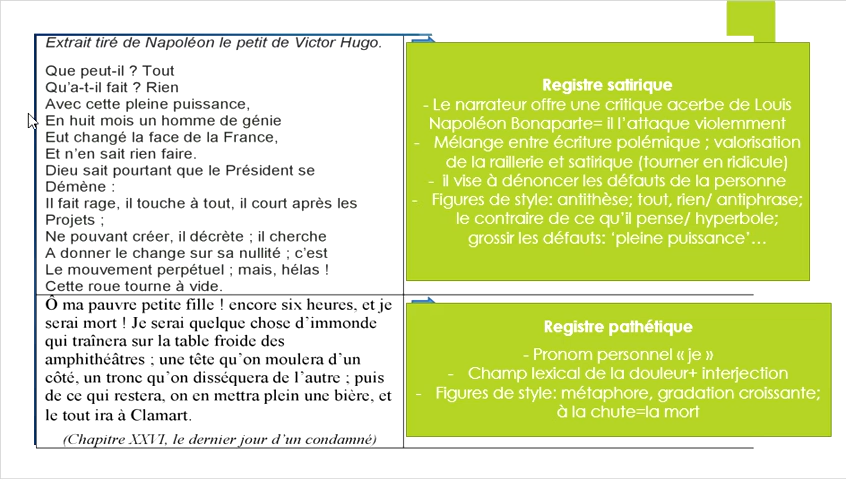 Extrait tiré de Napoléon le petit de Victor Hugo.
Que peut-il ? Tout
Qu'a-t-il fait ? Rien
Avec cette pleine puissance,
En huit mois un homme de génie
Eut changé la face de la France,
Et n'en sait rien faire.
Dieu sait pourtant que le Président se
Démène :
Il fait rage, il touche à tout, il court après les
Projets ;
Ne pouvant créer, il décrète ; il cherche
A donner le change sur sa nullité ; c'est
Le mouvement perpétuel ; mais, hélas !
Cette roue tourne à vide.
Registre satirique
- Le narrateur offre une critique acerbe de Louis
Napoléon Bonaparte= il l'attaque violemment
- Mélange entre écriture polémique ; valorisation
de la raillerie et satirique (tourner en ridicule)
- il vise à dénoncer les défauts de la personne
- Figures de style: antithèse; tout, rien/ antiphrase;
le contraire de ce qu'il pense/ hyperbole;
grossir les défauts: 'pleine puissance'...
Ô ma pauvre petite fille ! encore six heures, et je
serai mort ! Je serai quelque chose d'immonde
qui traînera sur la table froide des
amphithéâtres ; une tête qu'on moulera d'un
côté, un tronc qu'on disséquera de l'autre ; puis
de ce qui restera, on en mettra plein une bière, et
le tout ira à Clamart.
(Chapitre XXVI, le dernier jour d'un condamné)
Registre pathétique
- Pronom personnel « je »
- Champ lexical de la douleur+ interjection
- Figures de style: métaphore, gradation croissante;
à la chute=la mort